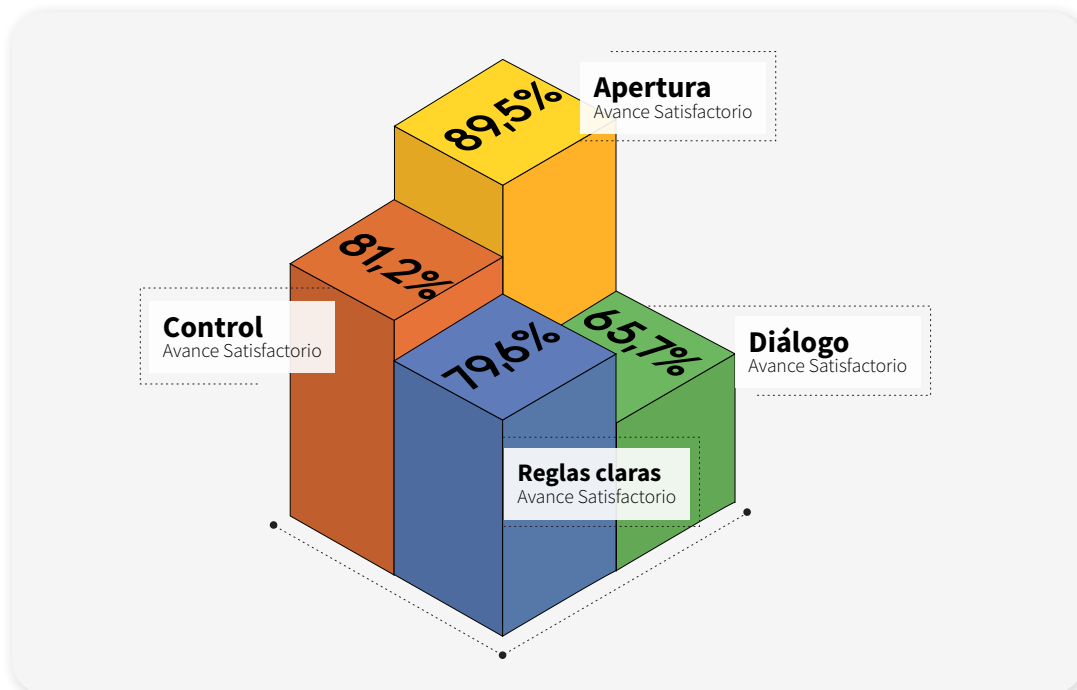 89,5%
Apertura
Avance Satisfactorio
81,2%
Control
Avance Satisfactorio
79,6%
65,7%
Diálogo
Avance Satisfactorio
Reglas claras
Avance Satisfactorio